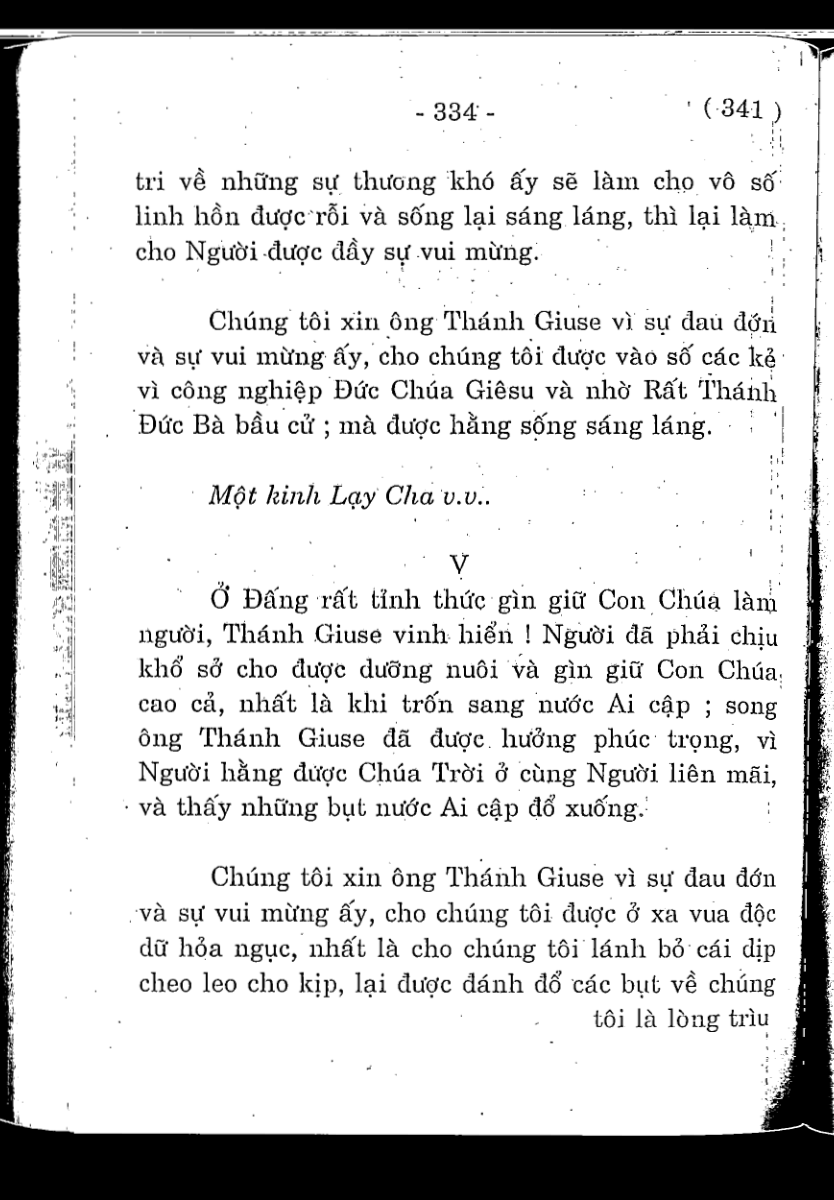 - 334 - ( 341 )
tri về những sự thương khó ấy sẽ làm cho vô số
linh hồn được rỗi và sống lại sáng láng, thì lại làm
cho Người được đầy sự vui mừng.
Chúng tôi xin ông Thánh Giuse vì sự đau đớn
và sự vui mừng ấy, cho chúng tôi được vào số các kẻ
vì công nghiệp Đức Chúa Giêsu và nhờ Rất Thánh
Đức Bà bầu cử ; mà được hằng sống sáng láng.
Một kinh Lạy Cha v.v..
V
Ở Đấng rất tỉnh thức gìn giữ Con Chúa làm
người, Thánh Giuse vinh hiển ! Người đã phải chịu
khổ sở cho được dưỡng nuôi và gìn giữ Con Chúa
cao cả, nhất là khi trốn sang nước Ai cập ; song
ông Thánh Giuse đã được hưởng phúc trọng, vì
Người hằng được Chúa Trời ở cùng Người liên mãi,
và thấy những bụt nước Ai cập đổ xuống.
Chúng tôi xin ông Thánh Giuse vì sự đau đớn
và sự vui mừng ấy, cho chúng tôi được ở xa vua độc
dữ hỏa ngục, nhất là cho chúng tôi lánh bỏ cái dịp
cheo leo cho kịp, lại được đánh đổ các bụt về chúng
tôi là lòng trìu